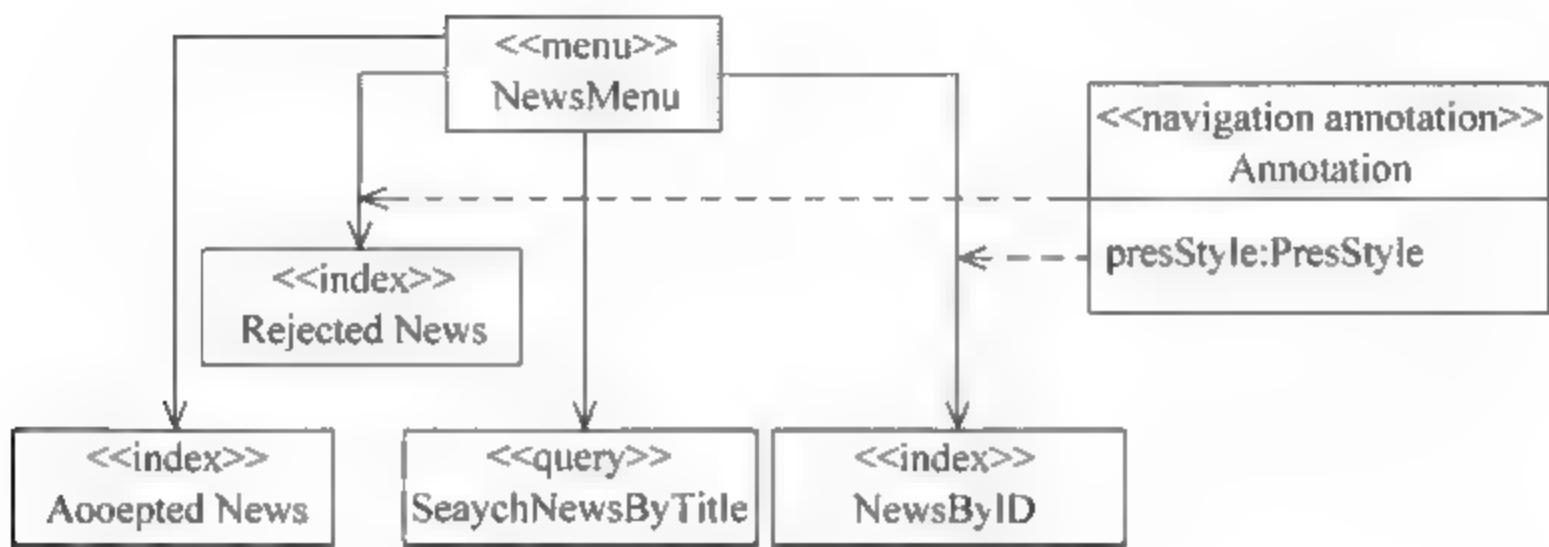 <<menu>>
NewsMenu
<<navigation annotation>>
Annotation
presStyle:PresStyle
<<index>>
Rejected News
<<index>>
Aooepted News
<<query>>
SeaychNewsByTitle
<<index>>
NewsByID